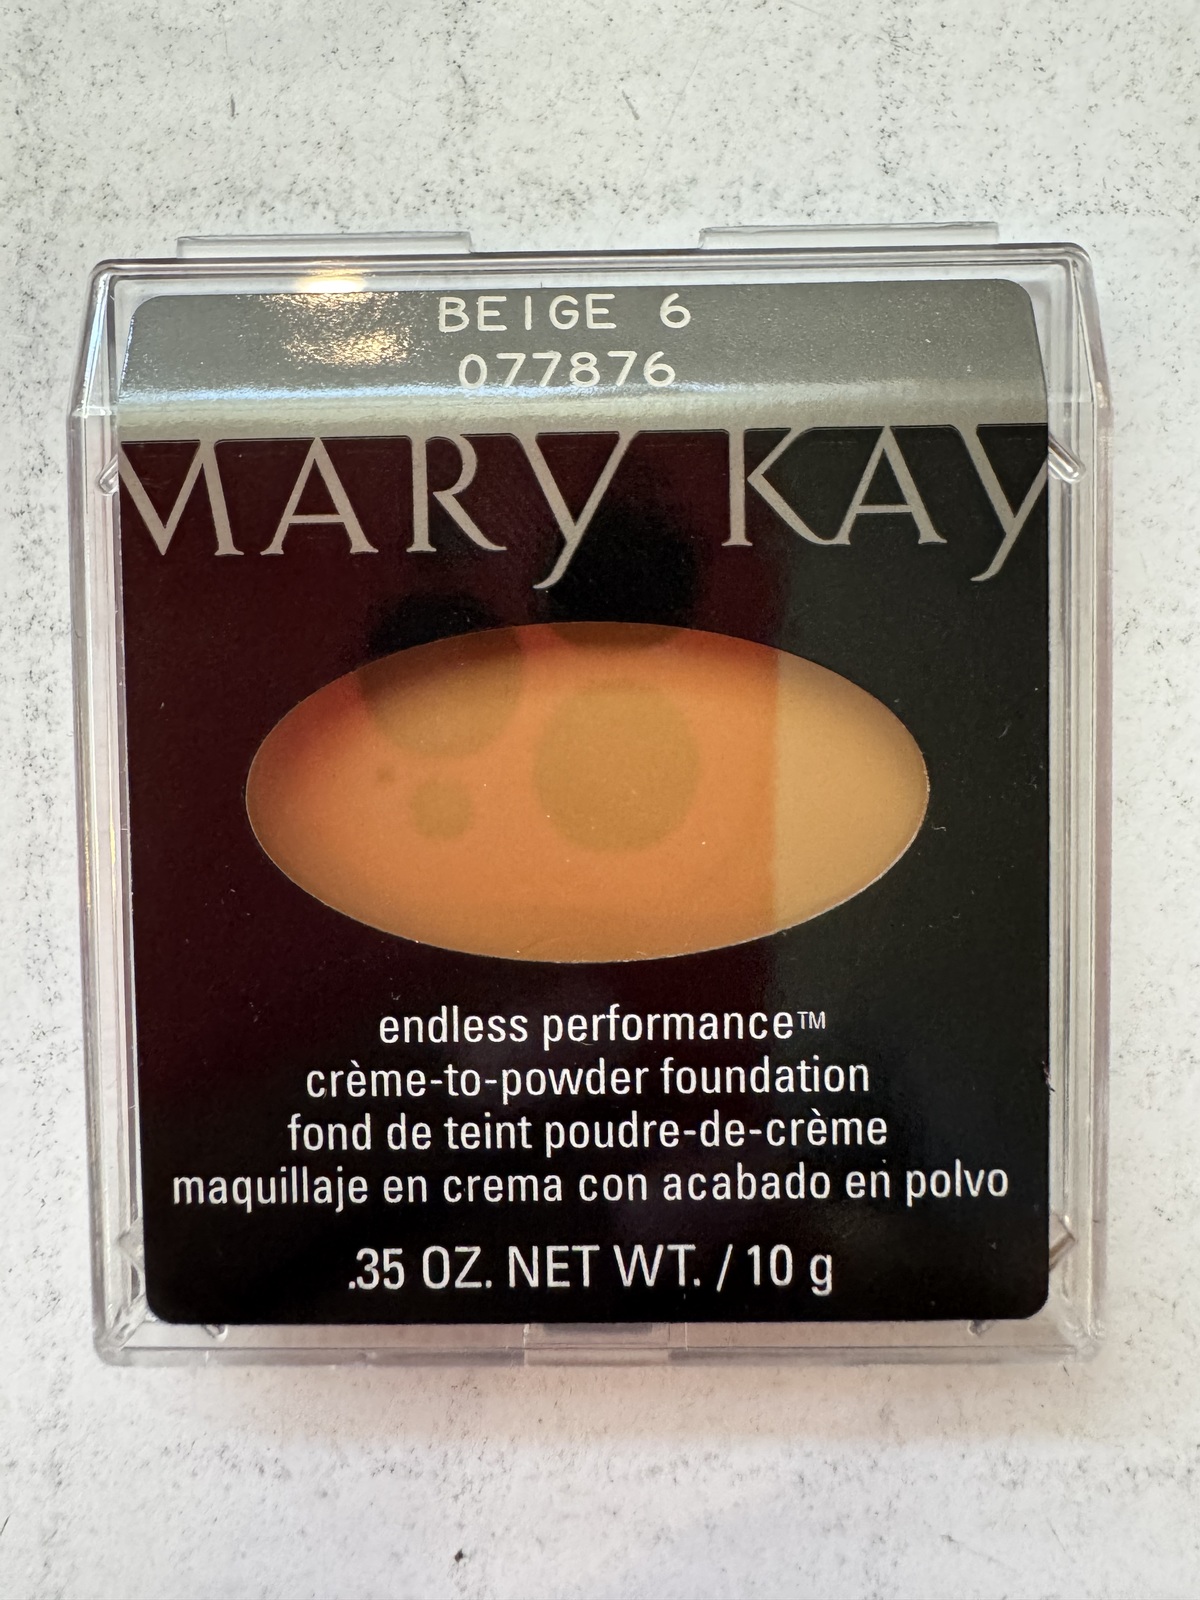 BEIGE 6
077876
MARY KAY
endless performance™
crème-to-powder foundation
fond de teint poudre-de-crème
maquillaje en crema con acabado en polvo
.35 OZ. NET WT. / 10 g